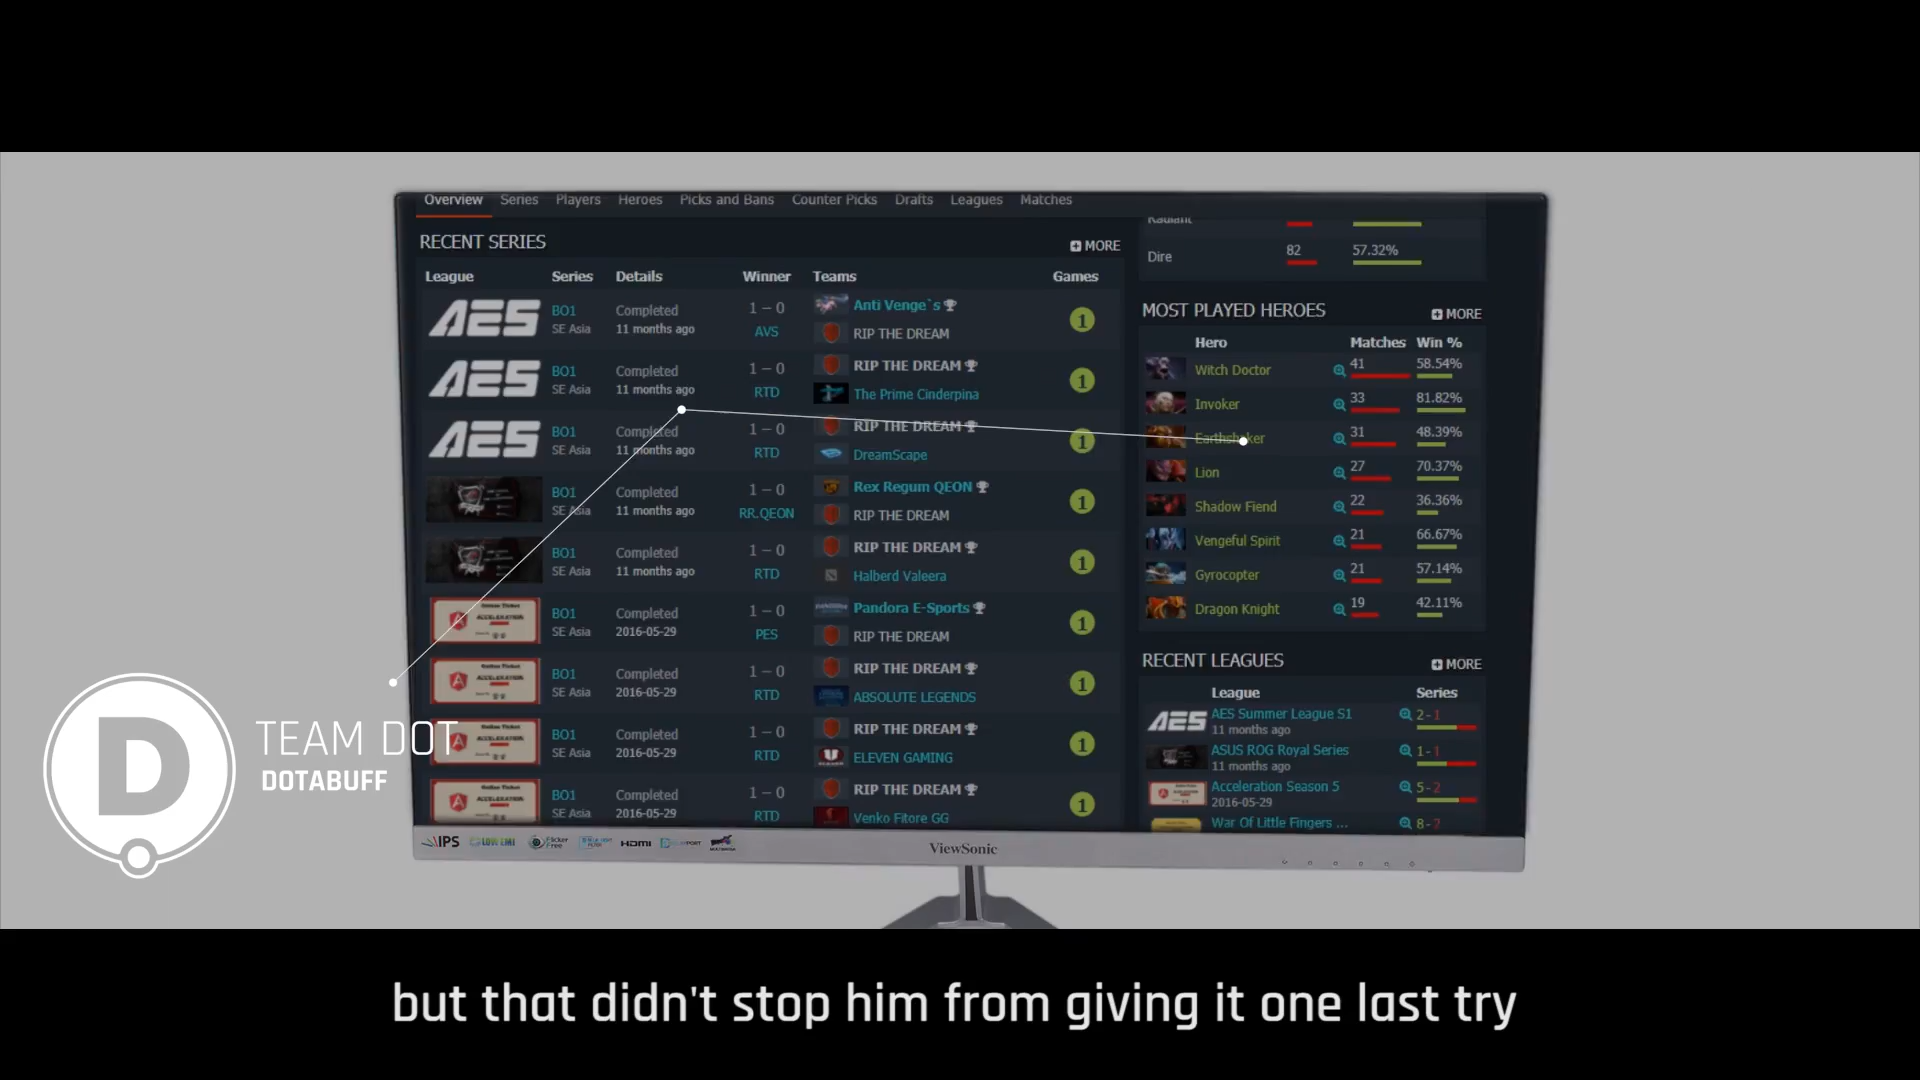 Overview Series Players Heroes Picks and Bans Counter Picks Drafts Leagues Matches
RECENT SERIES
MORE
League Series Details Winner Teams Games
AES BO1 Completed 1 – 0 Anti Venge`s 1
SE Asia 11 months ago AVS RIP THE DREAM
AES BO1 Completed 1 – 0 RIP THE DREAM 1
SE Asia 11 months ago RTD The Prime Cinderpina
AES BO1 Completed 1 – 0 RIP THE DREAM 1
SE Asia 11 months ago RTD DreamScape
BO1 Completed 1 – 0 Rex Regum QEON 1
SE Asia 11 months ago RR.QEON RIP THE DREAM
BO1 Completed 1 – 0 RIP THE DREAM 1
SE Asia 11 months ago RTD Halberd Valeera
BO1 Completed 1 – 0 Pandora E-Sports 1
SE Asia 2016-05-29 PES RIP THE DREAM
BO1 Completed 1 – 0 RIP THE DREAM 1
SE Asia 2016-05-29 RTD ABSOLUTE LEGENDS
BO1 Completed 1 – 0 RIP THE DREAM 1
SE Asia 2016-05-29 RTD ELEVEN GAMING
BO1 Completed 1 – 0 RIP THE DREAM 1
SE Asia 2016-05-29 RTD Venko Fitore GG
Radiant
Dire 82 57.32%
MOST PLAYED HEROES
MORE
Hero Matches Win %
Witch Doctor 41 58.54%
Invoker 33 81.82%
Earthshaker 31 48.39%
Lion 27 70.37%
Shadow Fiend 22 36.36%
Vengeful Spirit 21 66.67%
Gyrocopter 21 57.14%
Dragon Knight 19 42.11%
RECENT LEAGUES
MORE
League Series
AES AES Summer League S1 2-1
11 months ago
ASUS ROG Royal Series 1-1
11 months ago
Acceleration Season 5 5-2
2016-05-29
War Of Little Fingers ... 8-7
D
TEAM DOT
DOTABUFF
IPS HDMI
ViewSonic
but that didn't stop him from giving it one last try